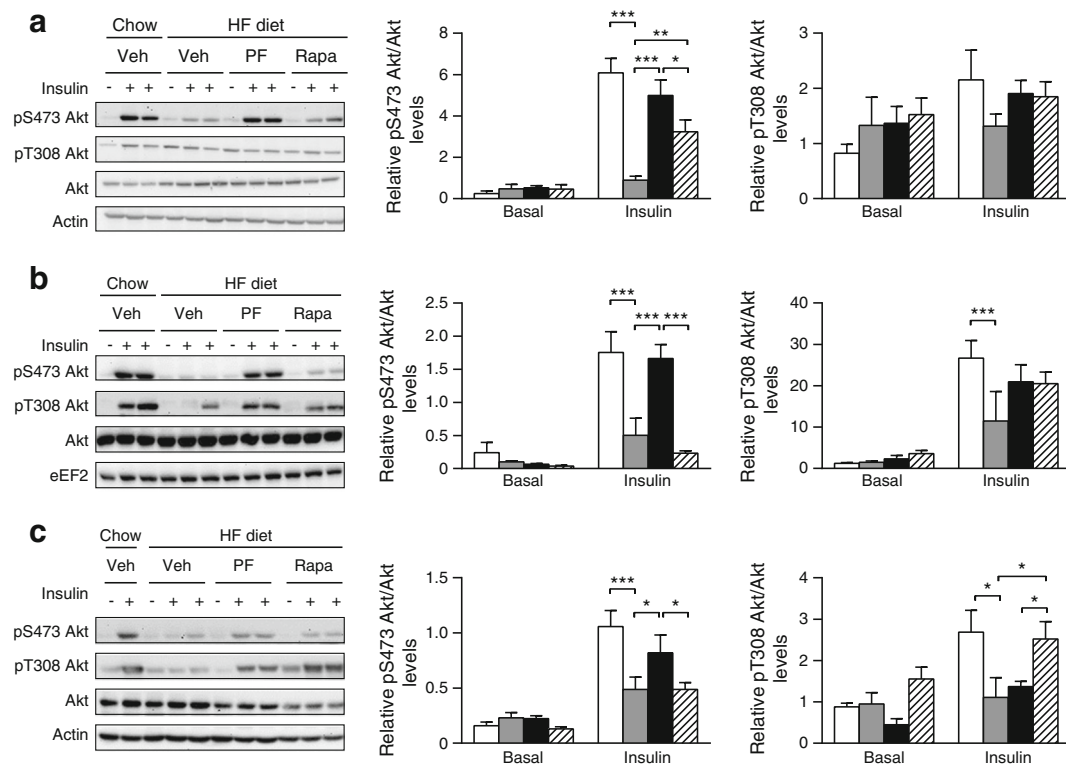 a
Chow HF diet
Veh Veh PF Rapa
Insulin - + + - + + - + + - + +
pS473 Akt
pT308 Akt
Akt
Actin
Relative pS473 Akt/Akt
levels
8
6
4
2
0
Basal Insulin
*** ** *** *
Relative pT308 Akt/Akt
levels
3
2
1
0
Basal Insulin
b
Chow HF diet
Veh Veh PF Rapa
Insulin - + + - + + - + + - + +
pS473 Akt
pT308 Akt
Akt
eEF2
Relative pS473 Akt/Akt
levels
2.5
2.0
1.5
1
0.5
0
Basal Insulin
*** *** ***
Relative pT308 Akt/Akt
levels
40
30
20
10
0
Basal Insulin
***
c
Chow HF diet
Veh Veh PF Rapa
Insulin - + - + + - + + - + +
pS473 Akt
pT308 Akt
Akt
Actin
Relative pS473 Akt/Akt
levels
1.5
1.0
0.5
0
Basal Insulin
*** * *
Relative pT308 Akt/Akt
levels
4
3
2
1
0
Basal Insulin
* * *